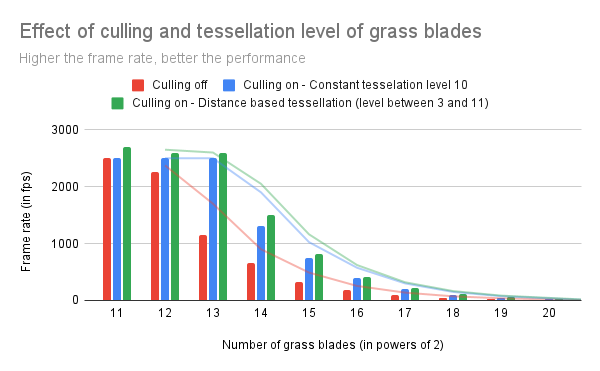 Effect of culling and tessellation level of grass blades
Higher the frame rate, better the performance
Culling off
Culling on - Constant tesselation level 10
Culling on - Distance based tessellation (level between 3 and 11)
Frame rate (in fps)
3000
2000
1000
0
11 12 13 14 15 16 17 18 19 20
Number of grass blades (in powers of 2)